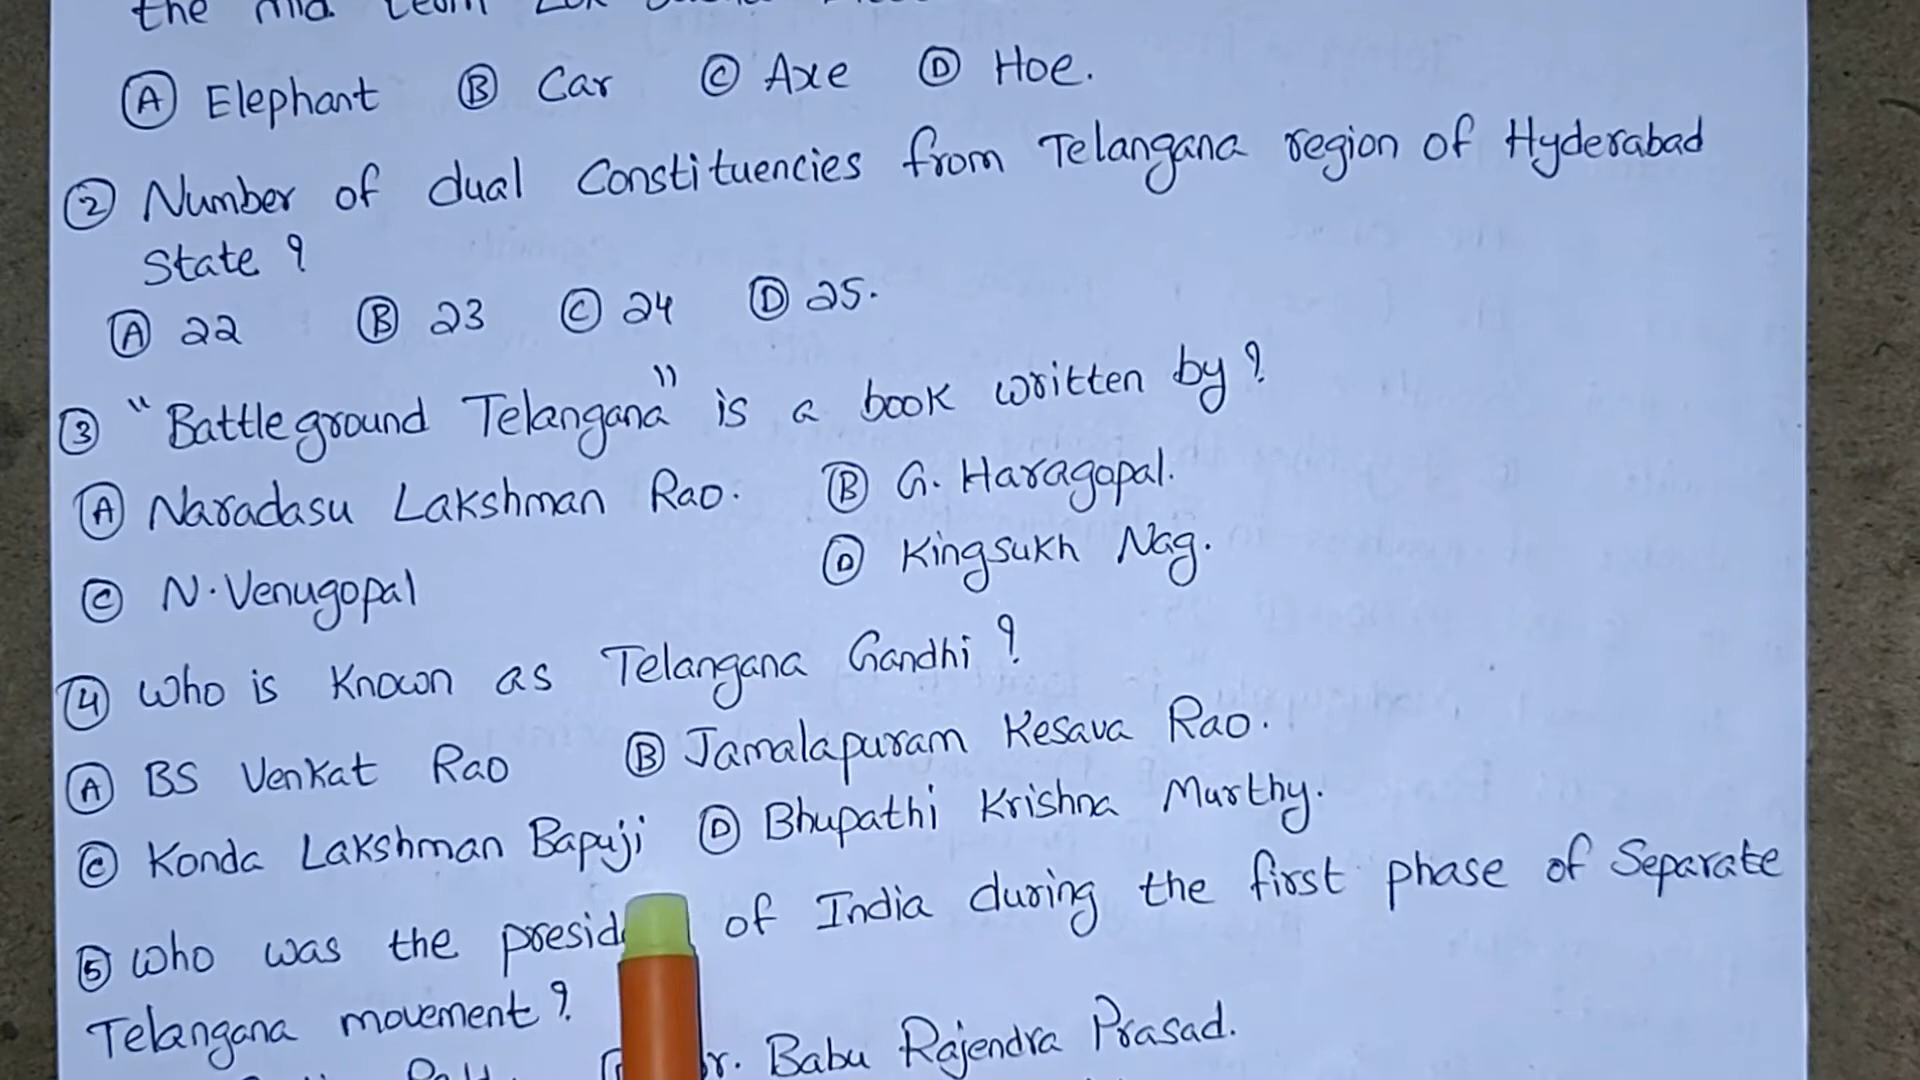 the mid
Ⓐ Elephant Ⓑ Car Ⓒ Axe Ⓓ Hoe.
② Number of dual Constituencies from Telangana region of Hyderabad
State ?
Ⓐ 22 Ⓑ 23 Ⓒ 24 Ⓓ 25.
③ "Battleground Telangana" is a book written by ?
Ⓐ Naradasu Lakshman Rao. Ⓑ G. Haragopal.
Ⓒ N. Venugopal Ⓓ Kingsukh Nag.
④ Who is Known as Telangana Gandhi ?
Ⓐ BS Venkat Rao Ⓑ Jamalapuram Kesava Rao.
Ⓒ Konda Lakshman Bapuji Ⓓ Bhupathi Krishna Murthy.
⑤ Who was the presid of India during the first phase of Separate
Telangana movement ?
r. Babu Rajendra Prasad.